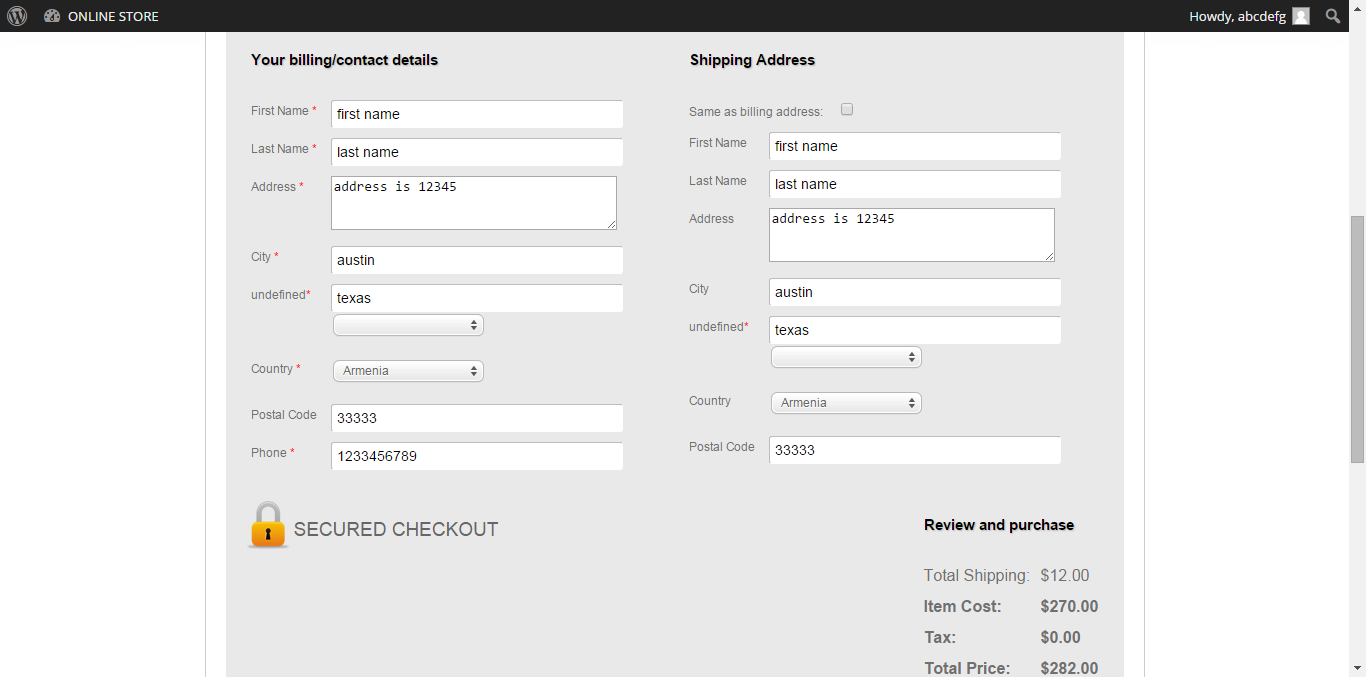 ONLINE STORE
Howdy, abcdefg
Your billing/contact details
First Name * first name
Last Name * last name
Address * address is 12345
City * austin
undefined* texas
Country * Armenia
Postal Code 33333
Phone * 1233456789
Shipping Address
Same as billing address:
First Name first name
Last Name last name
Address address is 12345
City austin
undefined* texas
Country Armenia
Postal Code 33333
SECURED CHECKOUT
Review and purchase
Total Shipping: $12.00
Item Cost: $270.00
Tax: $0.00
Total Price: $282.00